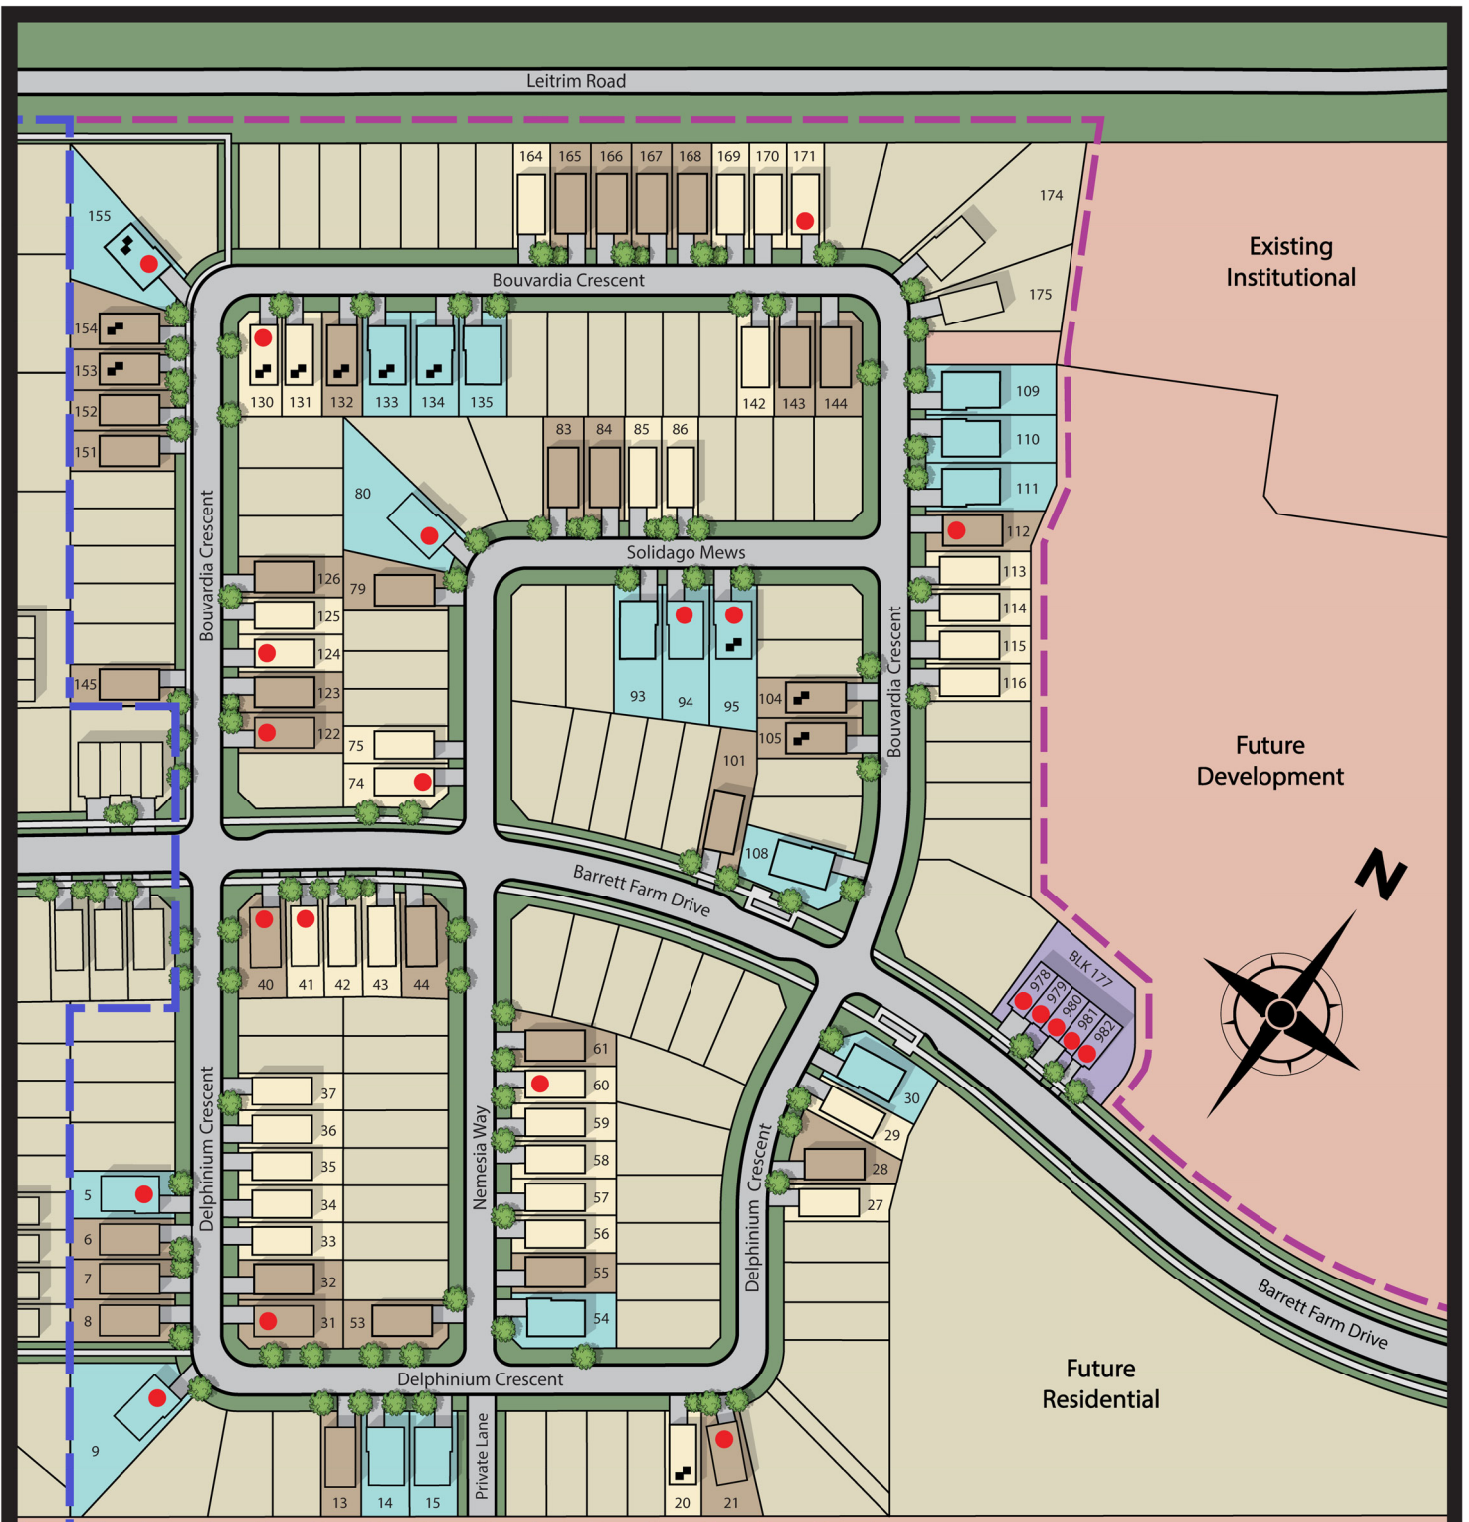 Leitrim Road
164 165 166 167 168 169 170 171
174
155
Existing
Institutional
Bouvardia Crescent
175
154
153
152
151
130 131 132 133 134 135
142 143 144
109
110
111
83 84 85 86
80
112
Solidago Mews
Bouvardia Crescent
126
79
125
124
123
122
113
114
115
116
Bouvardia Crescent
93 94 95
104
105
145
75
74
101
108
Future
Development
Barrett Farm Drive
N
40 41 42 43 44
BLK 177
978
979
980
981
982
61
60
59
58
57
56
55
54
37
36
35
34
33
32
31
53
30
29
28
27
Delphinium Crescent
Nemesia Way
Delphinium Crescent
5
6
7
8
9
Barrett Farm Drive
Delphinium Crescent
Future
Residential
Private Lane
13 14 15
20 21